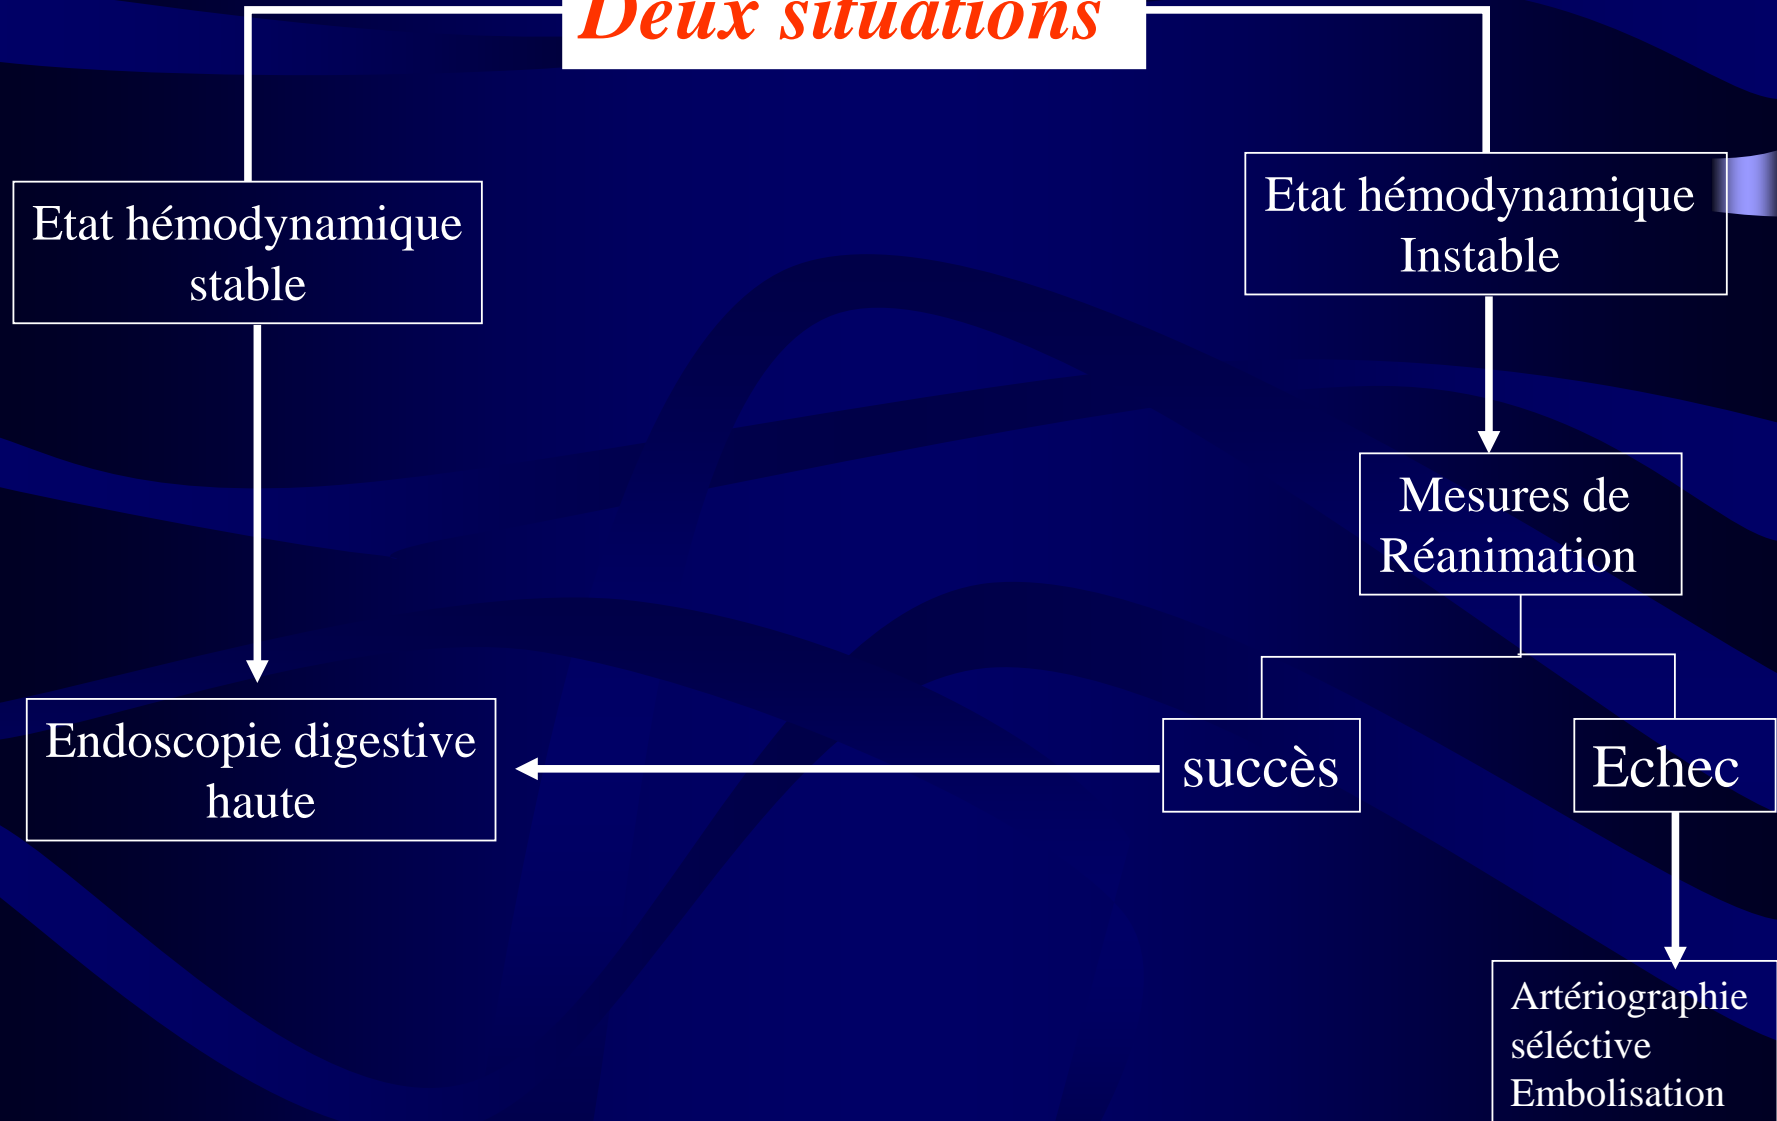 Deux situations
Etat hémodynamique
stable
Etat hémodynamique
Instable
Mesures de
Réanimation
Endoscopie digestive
haute
succès
Echec
Artériographie
séléctive
Embolisation